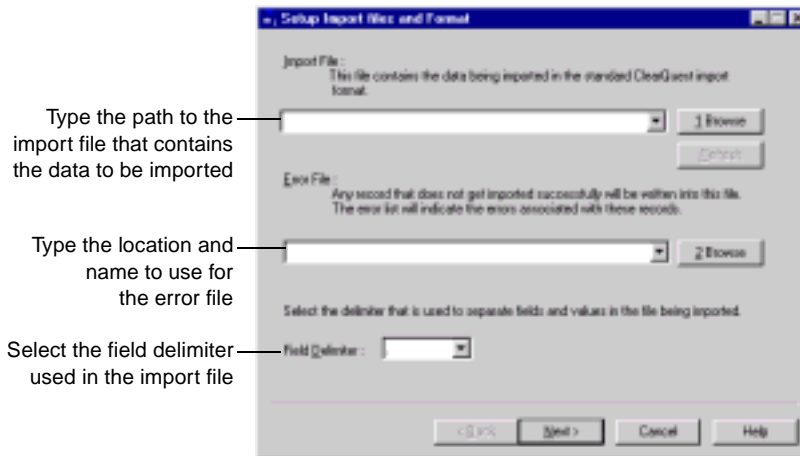 Setup Import files and Format
Import File :
This file contains the data being imported in the standard ClearQuest import
format.
Type the path to the
import file that contains
the data to be imported
1 Browse
Error File :
Any record that does not get imported successfully will be written into this file.
The error list will indicate the errors associated with these records.
Type the location and
name to use for
the error file
2 Browse
Select the delimiter that is used to separate fields and values in the file being imported.
Select the field delimiter
used in the import file
Field Delimiter :
< Back
Next >
Cancel
Help